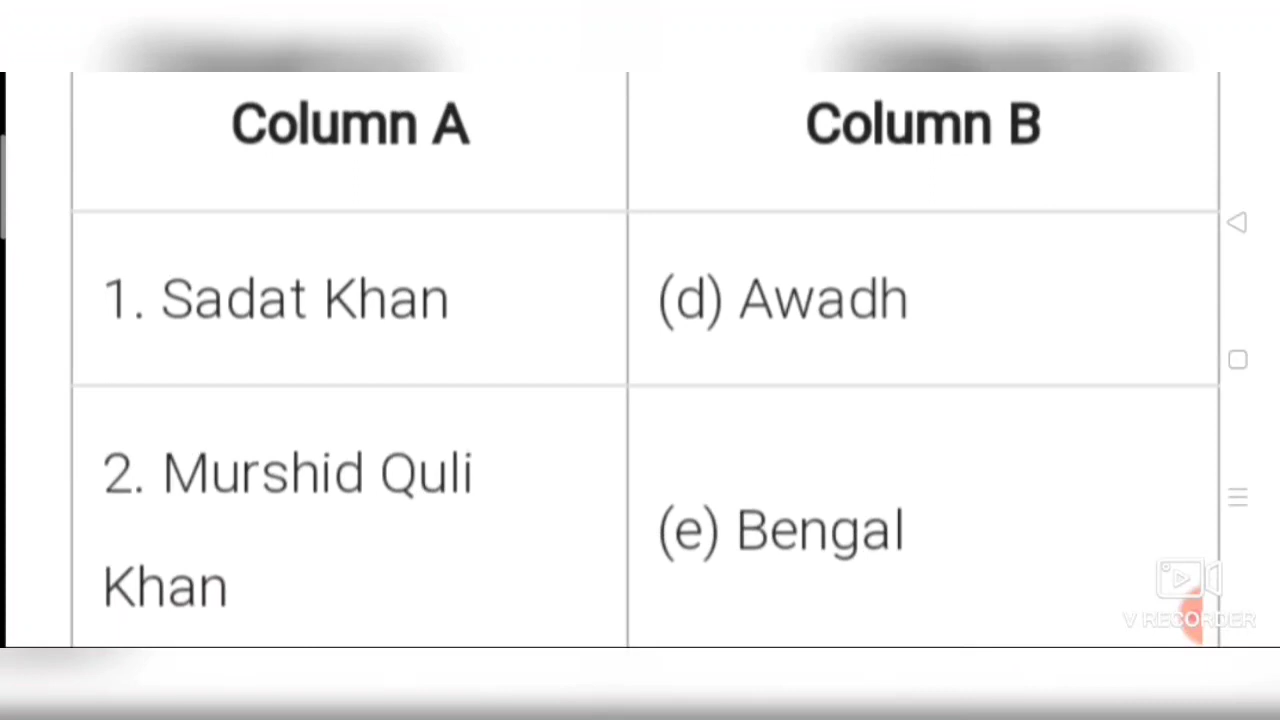 Column A
Column B
1. Sadat Khan
(d) Awadh
2. Murshid Quli
Khan
(e) Bengal
V RECORDER